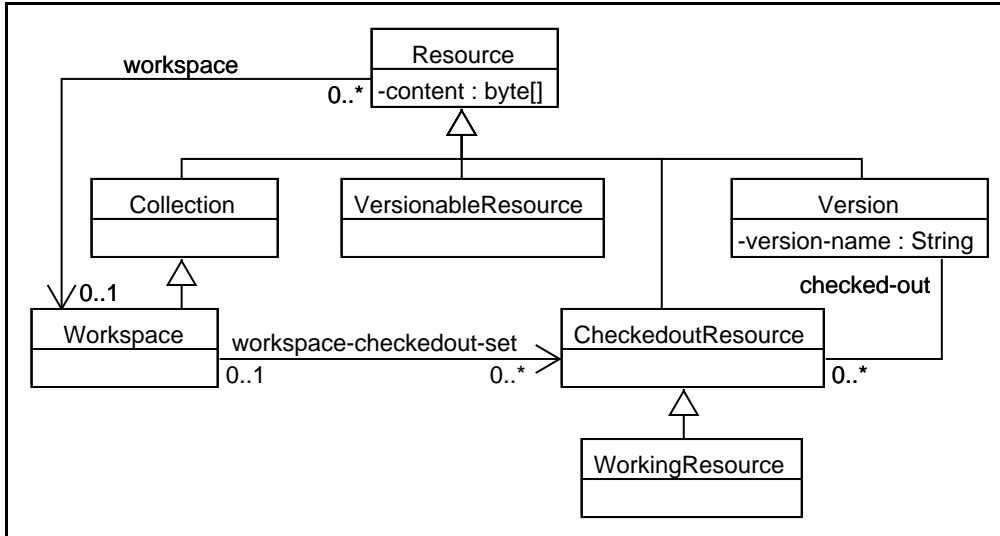 Resource
workspace
0..*
-content : byte[]
Collection
VersionableResource
Version
-version-name : String
checked-out
0..1
Workspace
workspace-checkedout-set
CheckedoutResource
0..1
0..*
0..*
WorkingResource